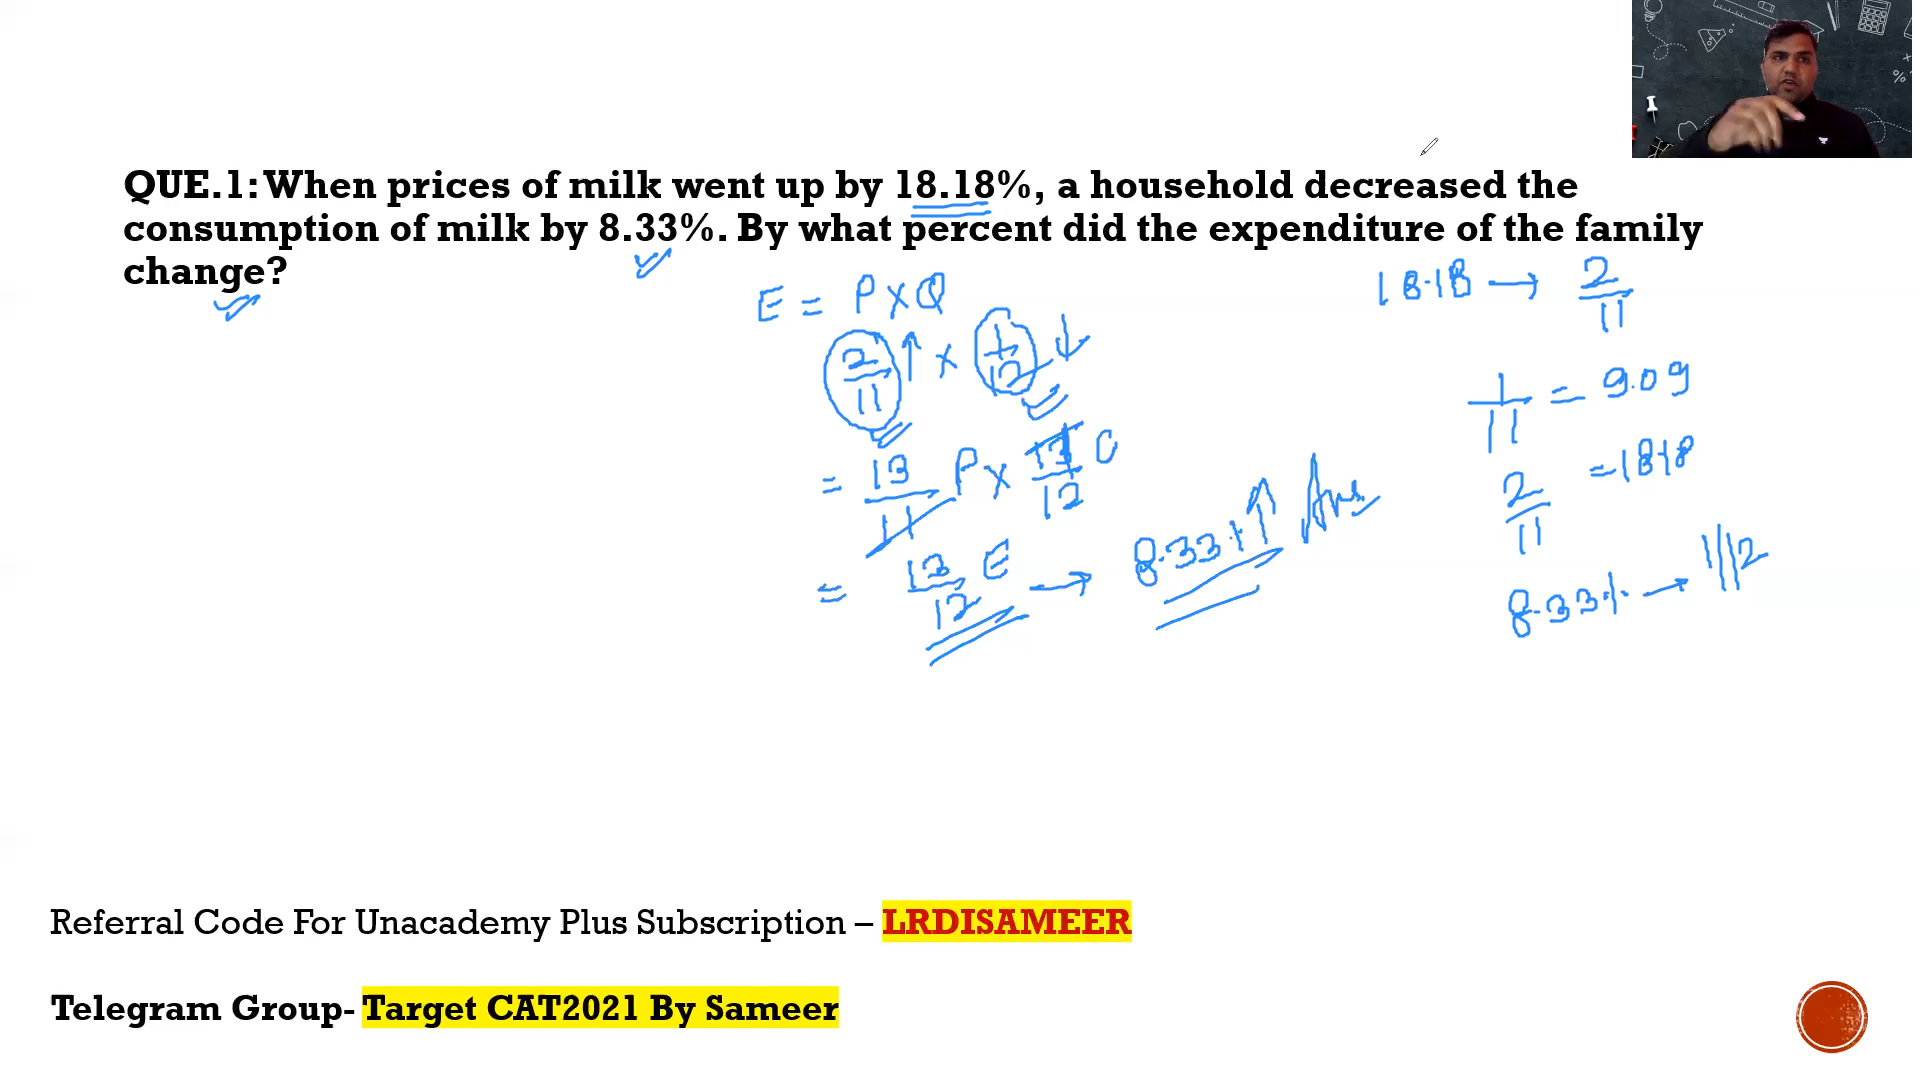 QUE.1: When prices of milk went up by 18.18%, a household decreased the
consumption of milk by 8.33%. By what percent did the expenditure of the family
change?
E = P x Q
2/11 ↑ x 1/12 ↓
= 13/11 P x 11/12 C
= 13/12 E → 8.33% ↑ Ans
18.18 → 2/11
1/11 = 9.09
2/11 = 18.18
8.33% → 1/12
Referral Code For Unacademy Plus Subscription – LRDISAMEER
Telegram Group- Target CAT2021 By Sameer